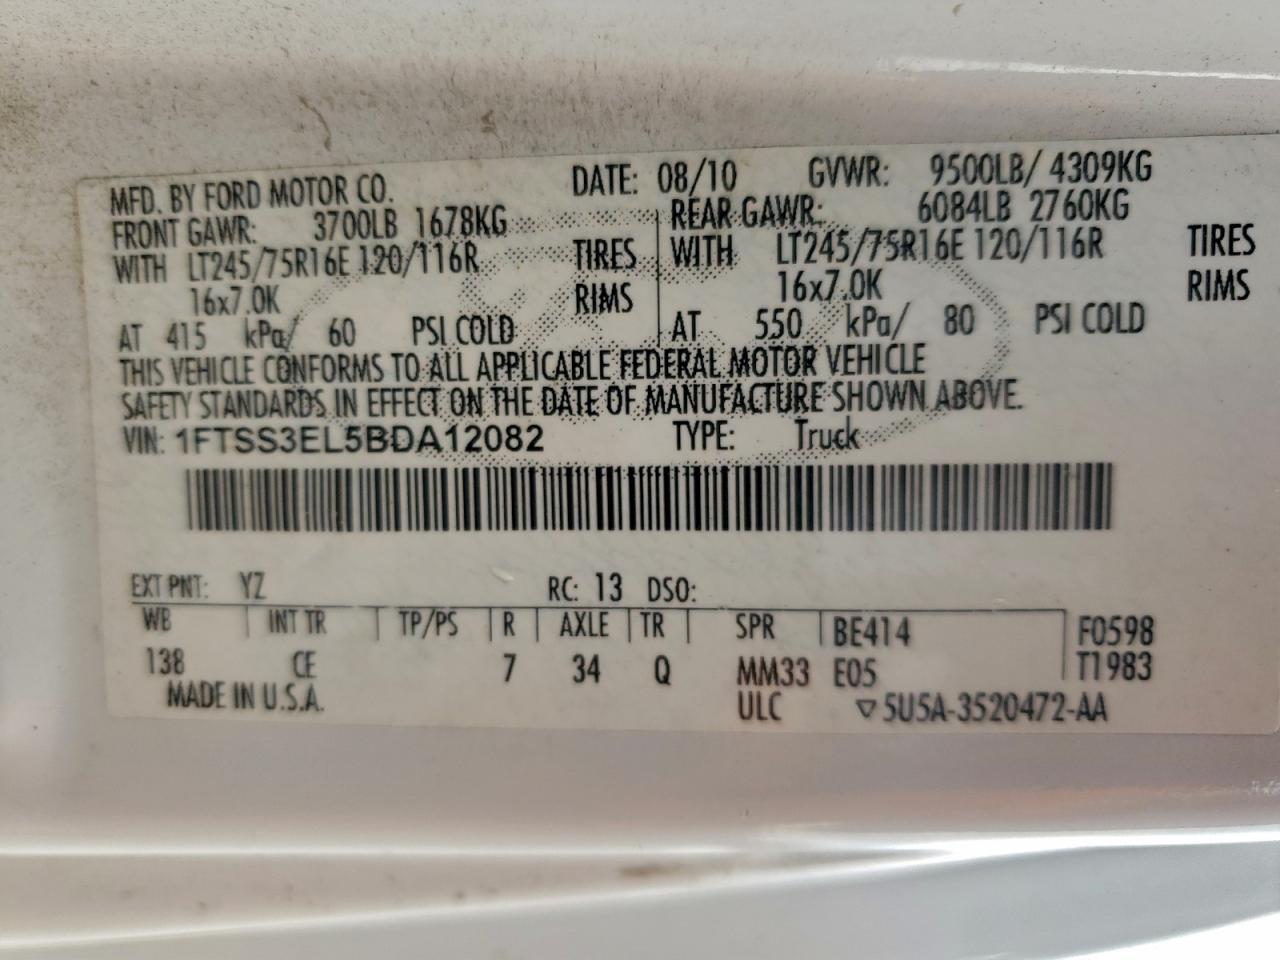 MFD. BY FORD MOTOR CO. DATE: 08/10 GVWR: 9500LB/ 4309KG
FRONT GAWR: 3700LB 1678KG REAR GAWR: 6084LB 2760KG
WITH LT245/75R16E 120/116R TIRES WITH LT245/75R16E 120/116R TIRES
16x7.0K RIMS 16x7.0K RIMS
AT 415 kPa/ 60 PSI COLD AT 550 kPa/ 80 PSI COLD
THIS VEHICLE CONFORMS TO ALL APPLICABLE FEDERAL MOTOR VEHICLE
SAFETY STANDARDS IN EFFECT ON THE DATE OF MANUFACTURE SHOWN ABOVE.
VIN: 1FTSS3EL5BDA12082 TYPE: Truck
EXT PNT: YZ RC: 13 DSO:
WB INT TR TP/PS R AXLE TR SPR BE414 F0598
138 CE 7 34 Q MM33 E05 T1983
MADE IN U.S.A. ULC ▽5U5A-3520472-AA